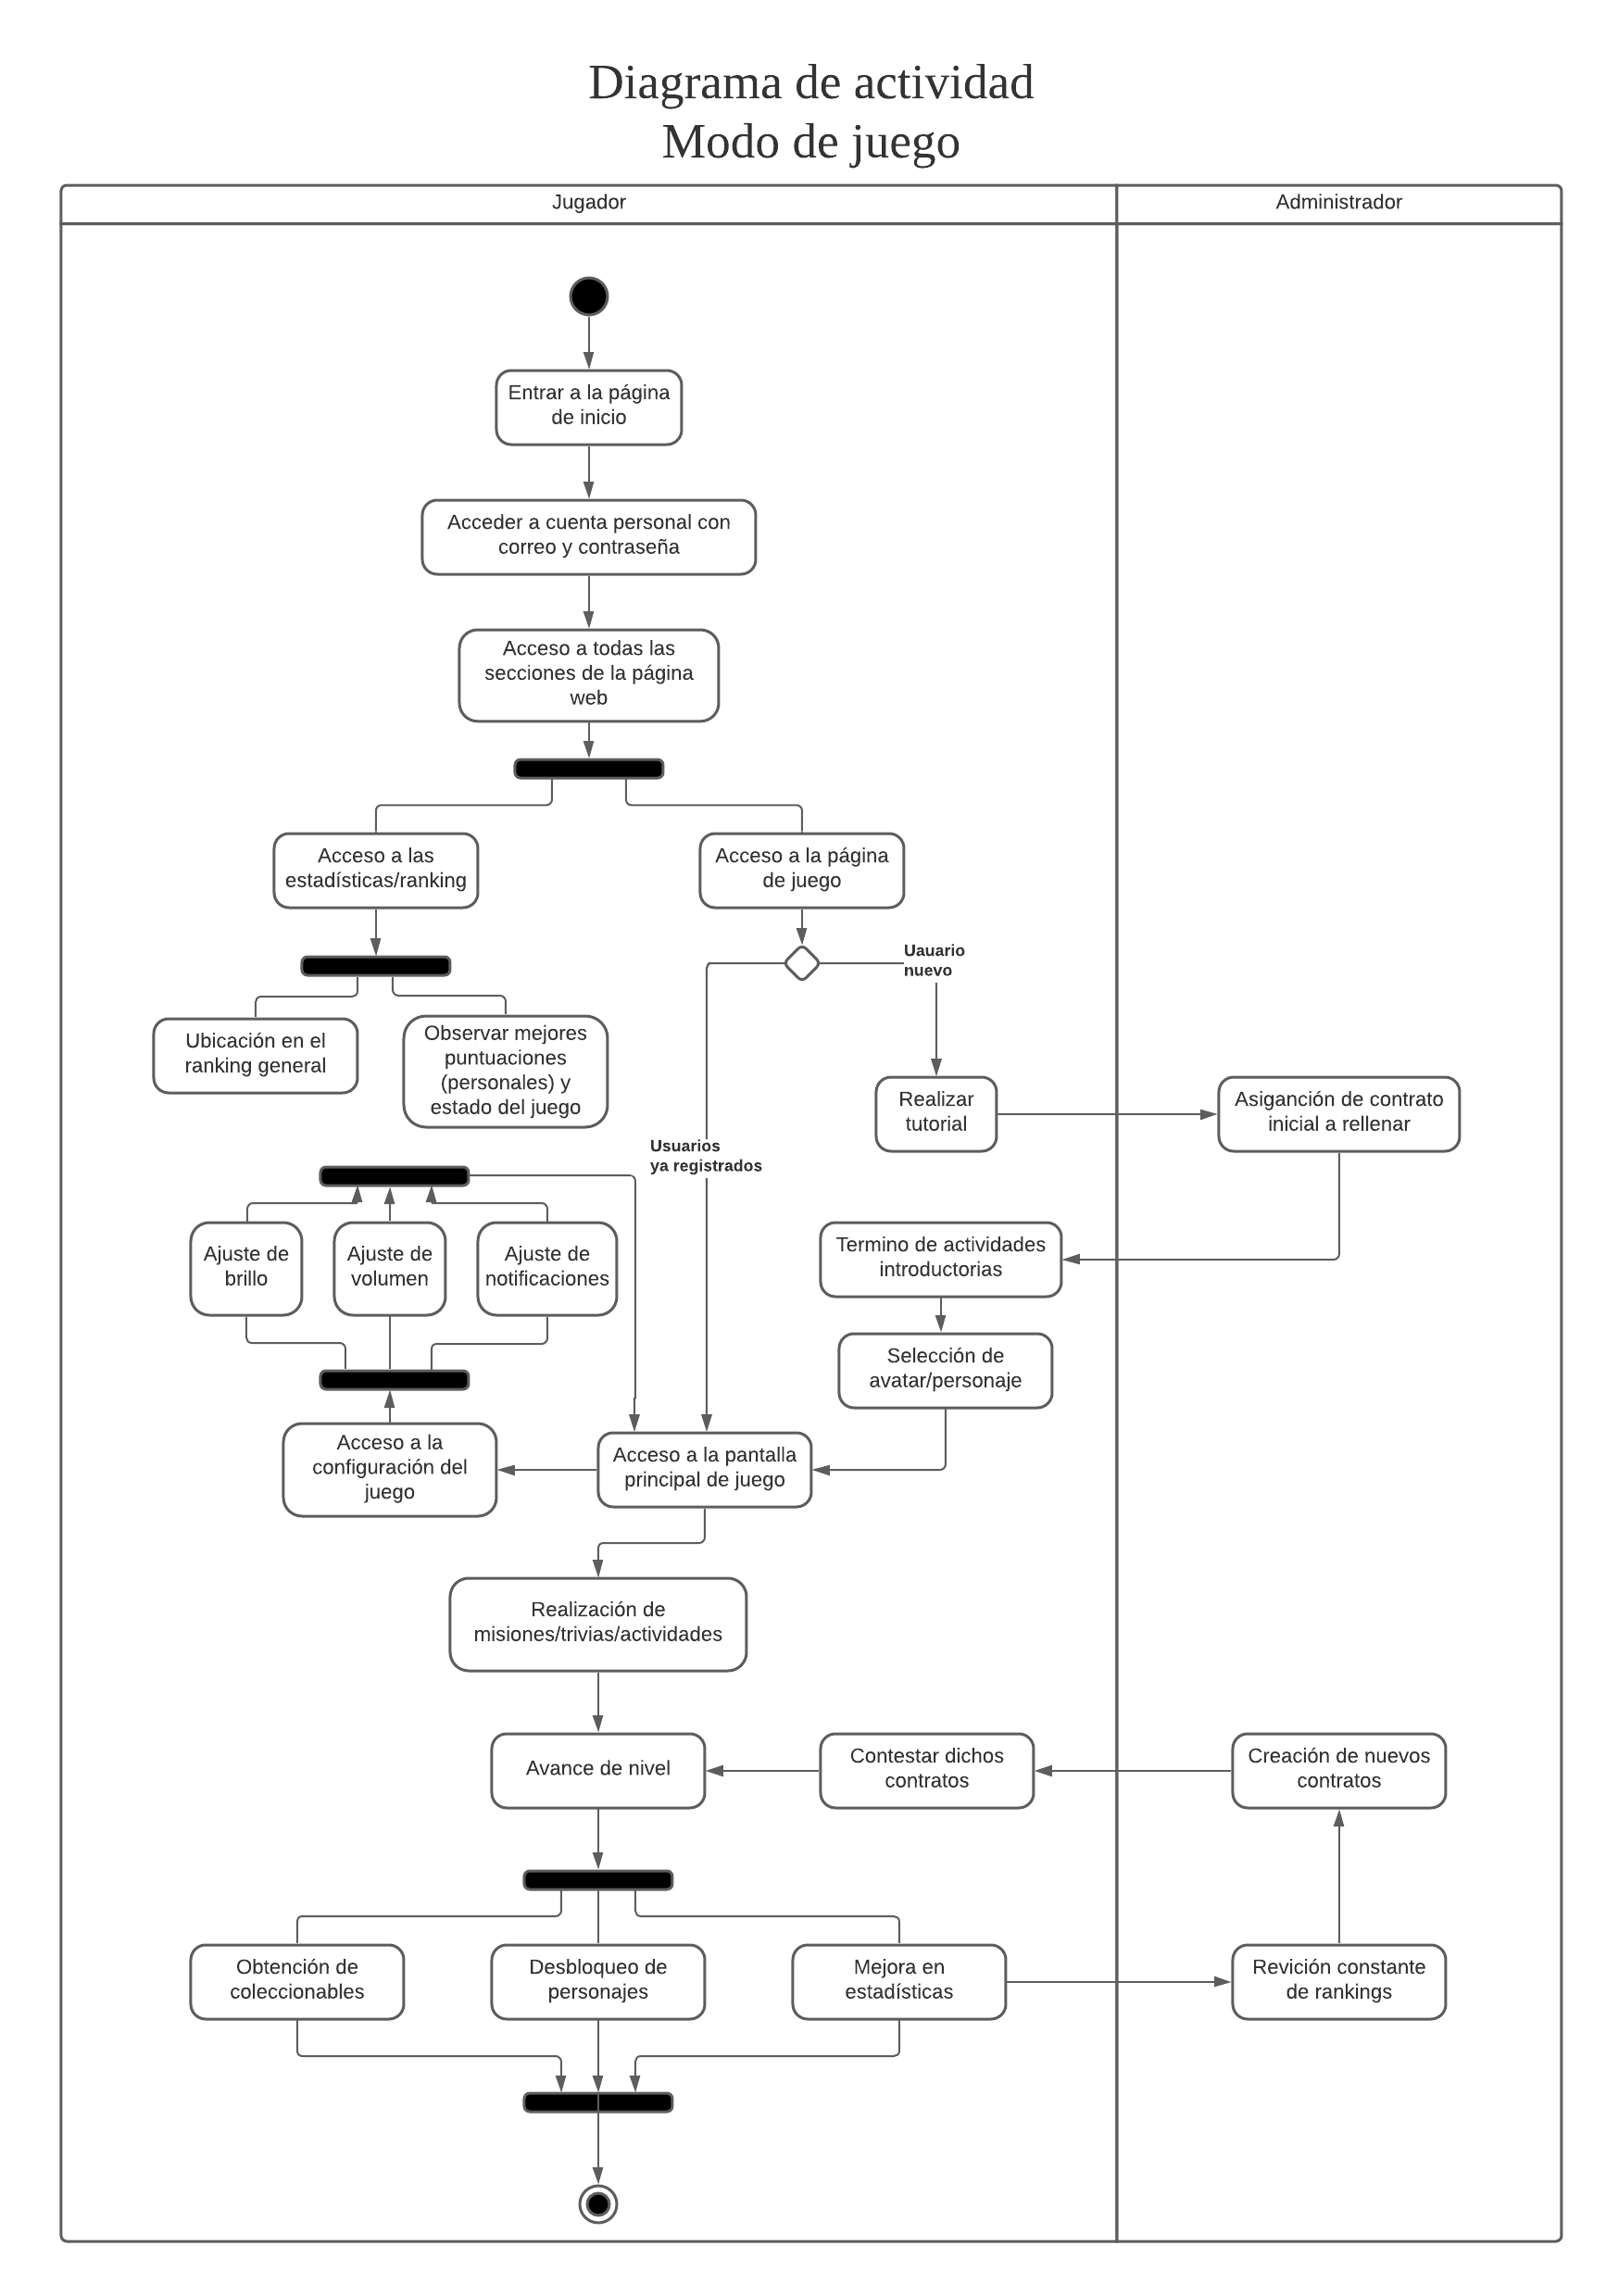 Diagrama de actividad
Modo de juego
Jugador
Administrador
Entrar a la página
de inicio
Acceder a cuenta personal con
correo y contraseña
Acceso a todas las
secciones de la página
web
Acceso a las
estadísticas/ranking
Acceso a la página
de juego
Uauario
nuevo
Ubicación en el
ranking general
Observar mejores
puntuaciones
(personales) y
estado del juego
Realizar
tutorial
Asigанción de contrato
inicial a rellenar
Usuarios
ya registrados
Ajuste de
brillo
Ajuste de
volumen
Ajuste de
notificaciones
Termino de actividades
introductorias
Selección de
avatar/personaje
Acceso a la
configuración del
juego
Acceso a la pantalla
principal de juego
Realización de
misiones/trivias/actividades
Avance de nivel
Contestar dichos
contratos
Creación de nuevos
contratos
Obtención de
coleccionables
Desbloqueo de
personajes
Mejora en
estadísticas
Revición constante
de rankings